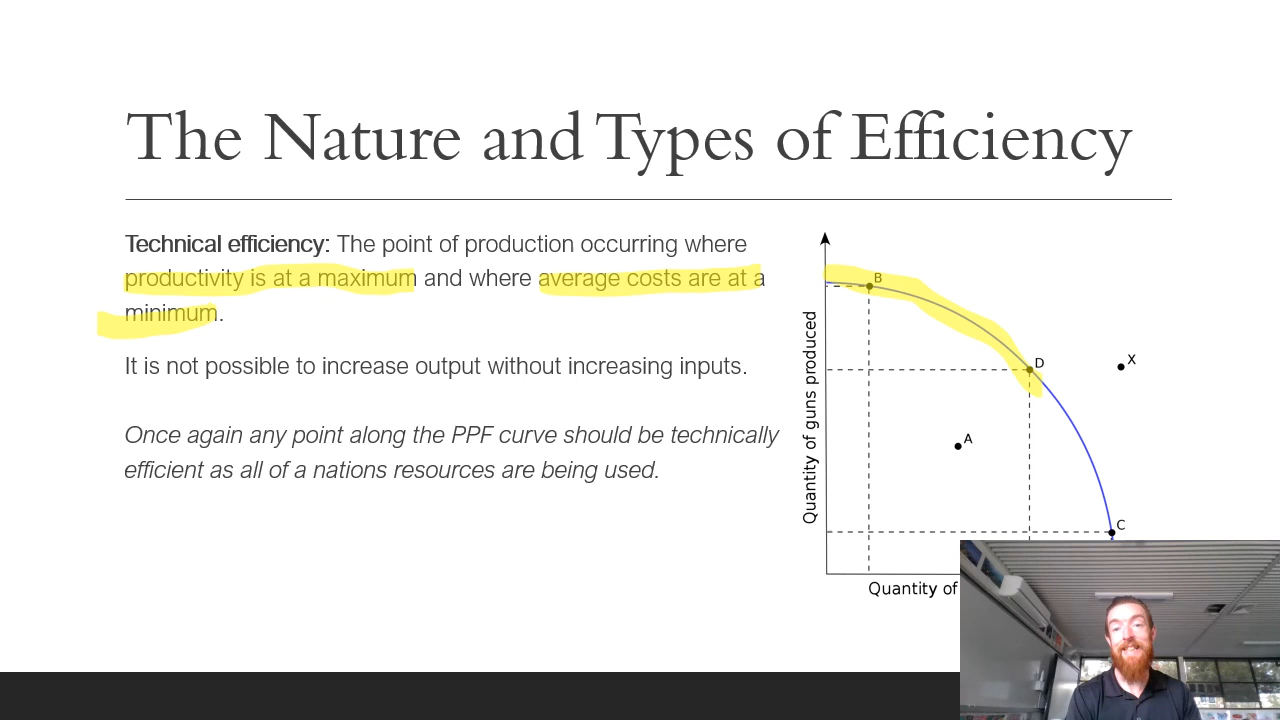 The Nature and Types of Efficiency
Technical efficiency: The point of production occurring where
productivity is at a maximum and where average costs are at a
minimum.
It is not possible to increase output without increasing inputs.
Once again any point along the PPF curve should be technically
efficient as all of a nations resources are being used.
Quantity of guns produced
B
D
X
A
C
Quantity of